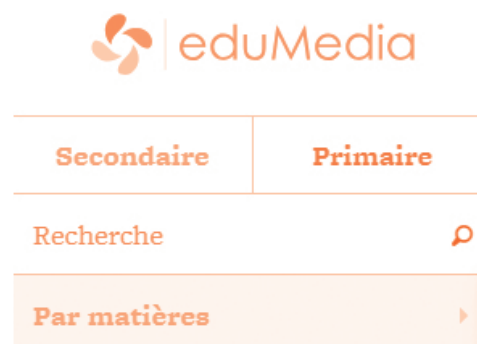 eduMedia
Secondaire Primaire
Recherche
Par matières